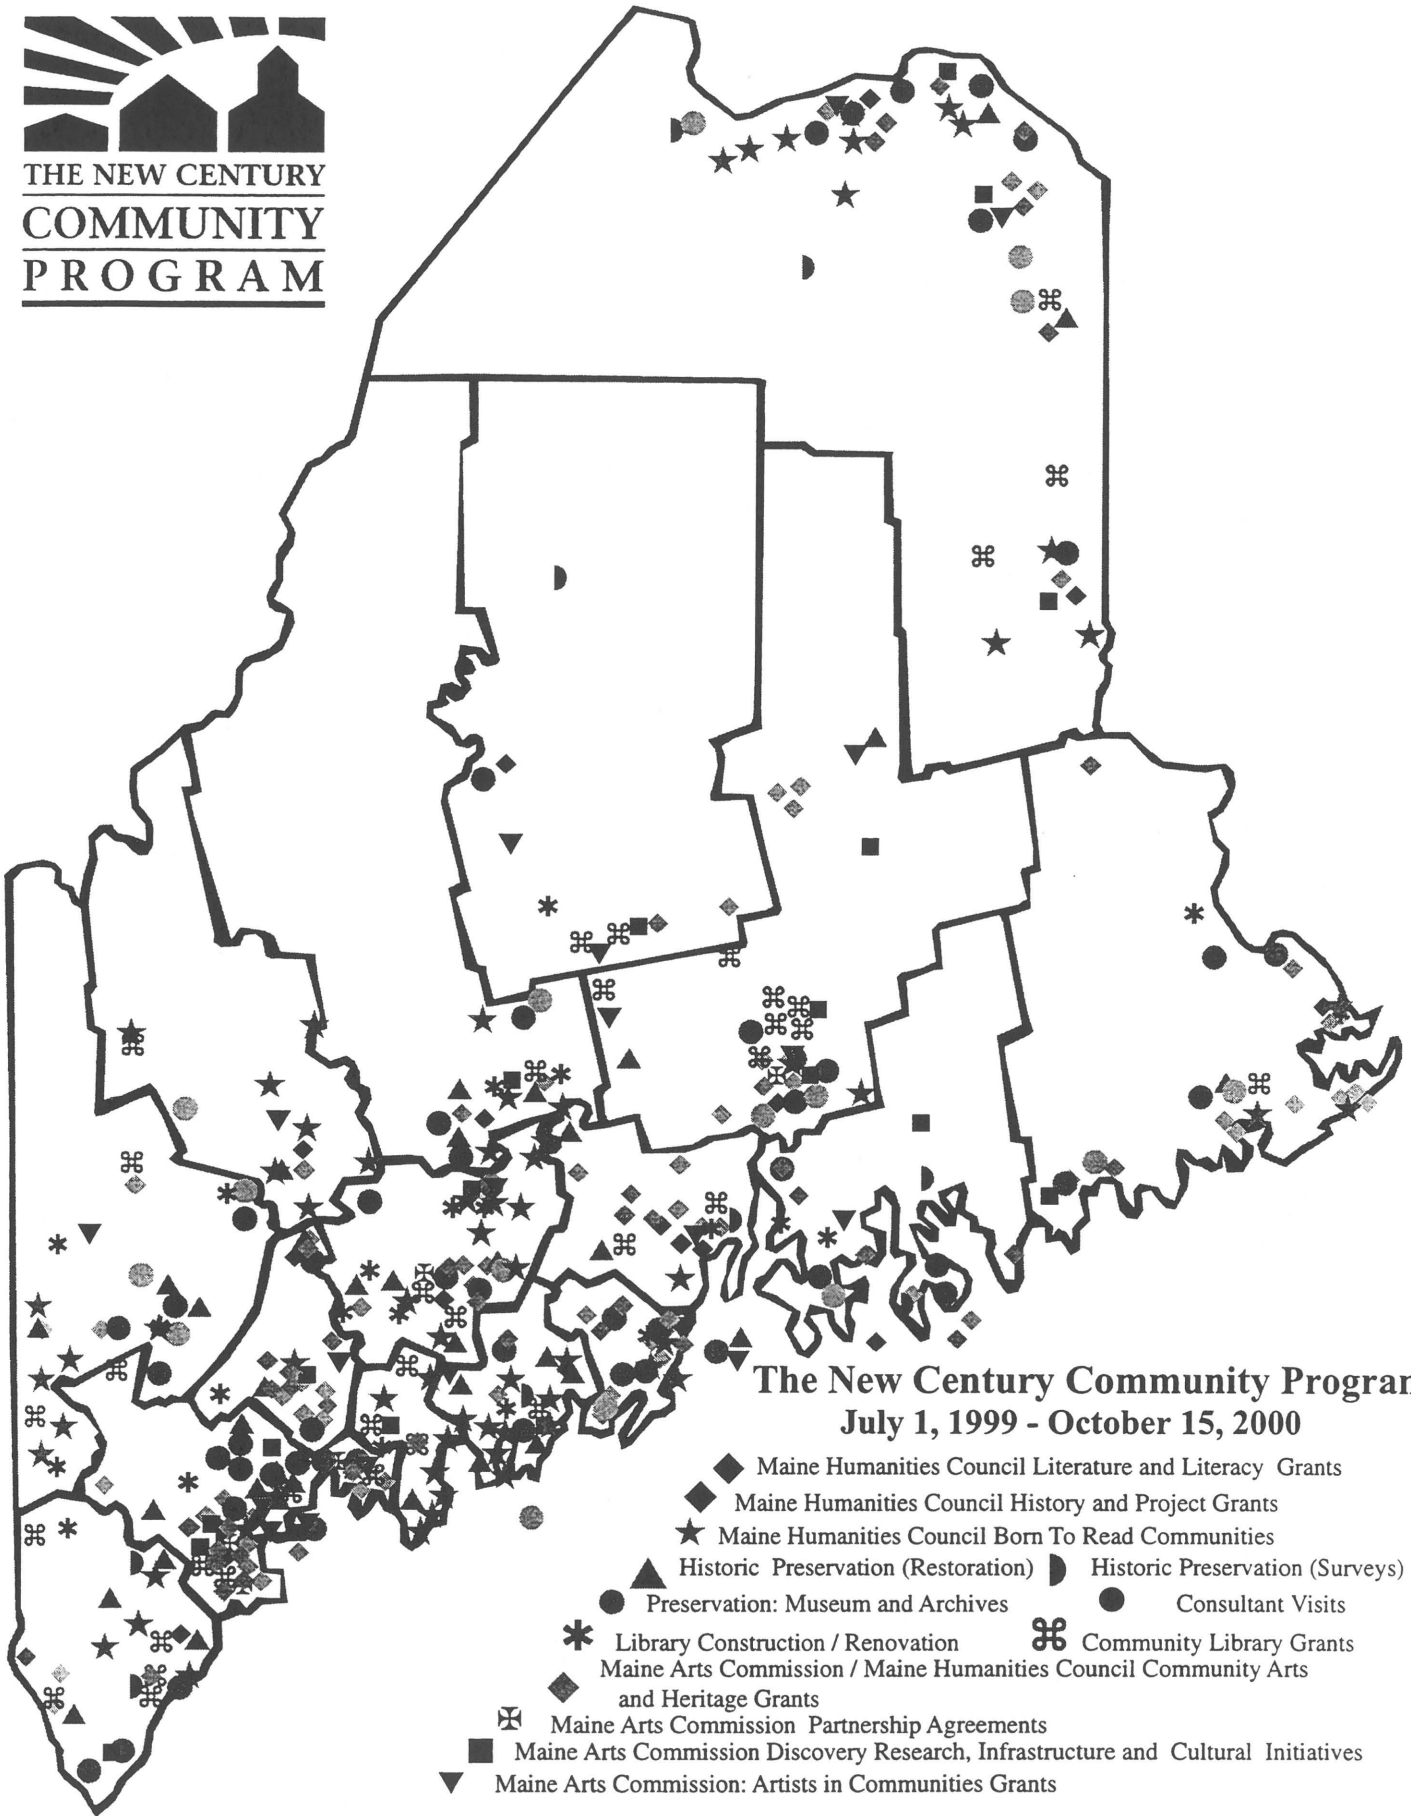 THE NEW CENTURY
COMMUNITY
PROGRAM
The New Century Community Progra
July 1, 1999 - October 15, 2000
Maine Humanities Council Literature and Literacy Grants
Maine Humanities Council History and Project Grants
Maine Humanities Council Born To Read Communities
Historic Preservation (Restoration) Historic Preservation (Surveys)
Preservation: Museum and Archives Consultant Visits
Library Construction / Renovation Community Library Grants
Maine Arts Commission / Maine Humanities Council Community Arts
and Heritage Grants
Maine Arts Commission Partnership Agreements
Maine Arts Commission Discovery Research, Infrastructure and Cultural Initiatives
Maine Arts Commission: Artists in Communities Grants